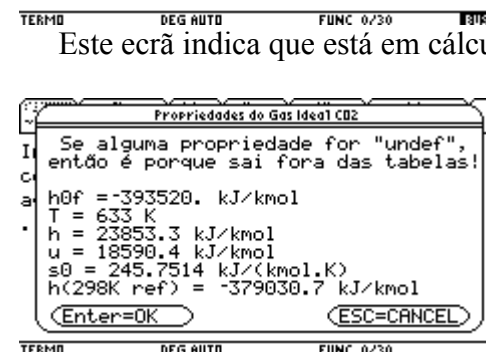 TERMO DEG AUTO FUNC 0/30
Este ecrã indica que está em
Propriedades do Gas Ideal CO2
Se alguma propriedade for "undef",
então é porque sai fora das tabelas!
h0f =-393520. kJ/kmol
T = 633 K
h = 23853.3 kJ/kmol
u = 18590.4 kJ/kmol
s0 = 245.7514 kJ/(kmol.K)
h(298K ref) = -379030.7 kJ/kmol
Enter=OK ESC=CANCEL
TERMO DEG AUTO FUNC 0/30